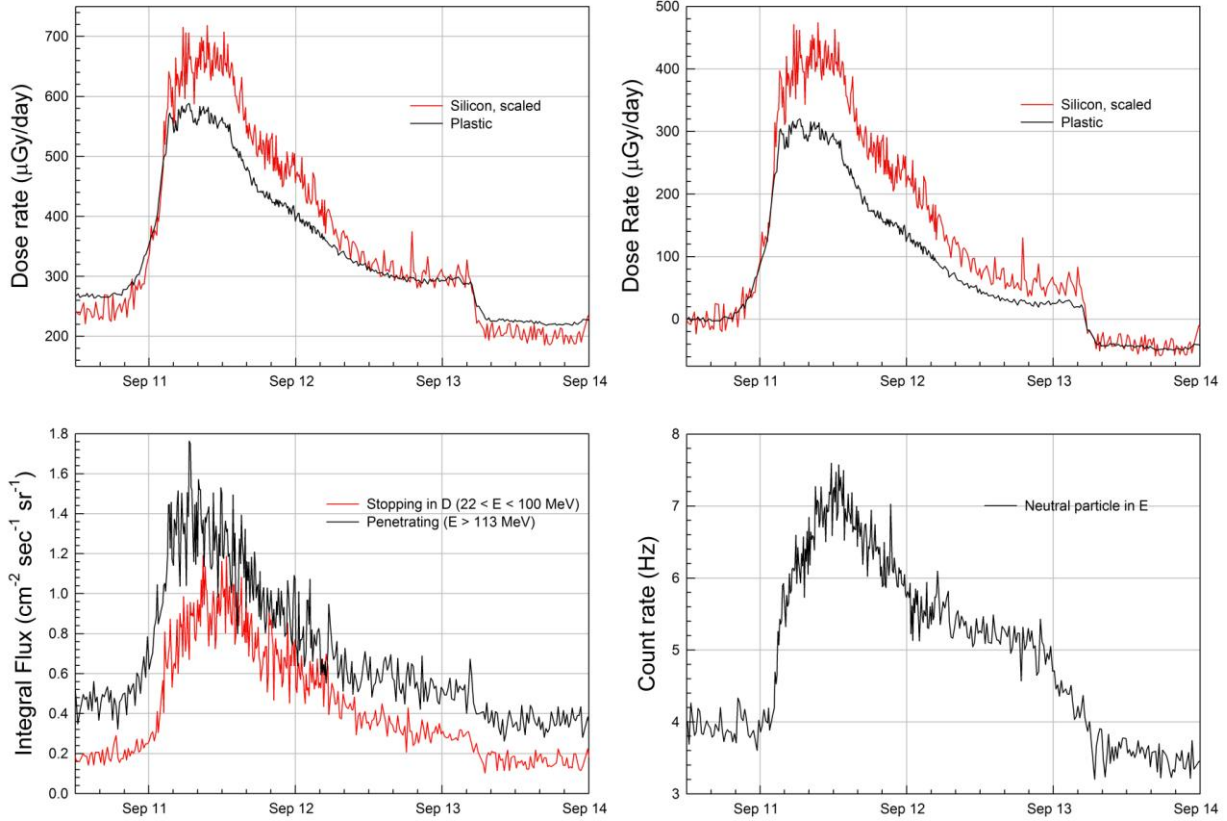 Dose rate (μGy/day)
700
600
500
400
300
200
Silicon, scaled
Plastic
Sep 11
Sep 12
Sep 13
Sep 14
Dose Rate (μGy/day)
500
400
300
200
100
0
Silicon, scaled
Plastic
Sep 11
Sep 12
Sep 13
Sep 14
Integral Flux (cm⁻² sec⁻¹ sr⁻¹)
1.8
1.6
1.4
1.2
1.0
0.8
0.6
0.4
0.2
0.0
Stopping in D (22 < E < 100 MeV)
Penetrating (E > 113 MeV)
Sep 11
Sep 12
Sep 13
Sep 14
Count rate (Hz)
8
7
6
5
4
3
Neutral particle in E
Sep 11
Sep 12
Sep 13
Sep 14